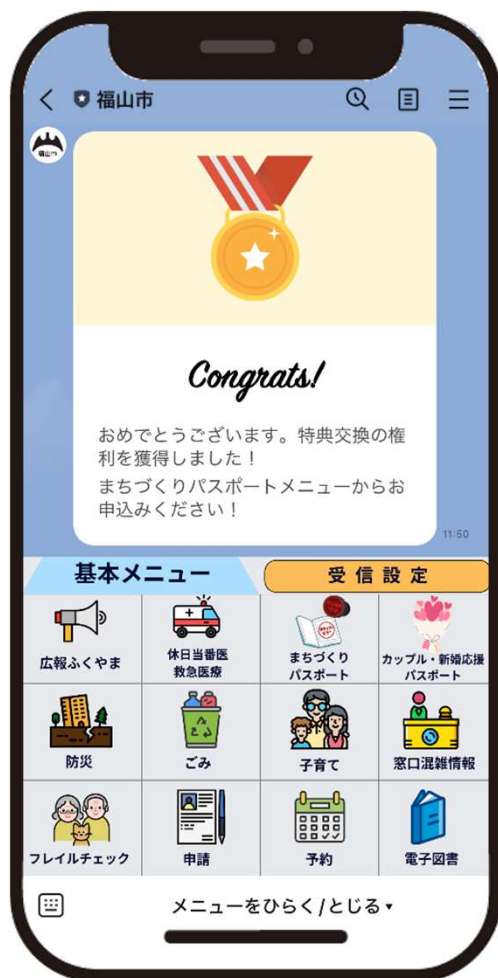 福山市
福山市
Congrats!
おめでとうございます。特典交換の権
利を獲得しました！
まちづくりパスポートメニューからお
申込みください！
11:50
基本メニュー
受信設定
広報ふくやま
休日当番医
救急医療
まちづくり
パスポート
カップル・新婚応援
パスポート
防災
ごみ
子育て
窓口混雑情報
フレイルチェック
申請
予約
電子図書
メニューをひらく/とじる▾